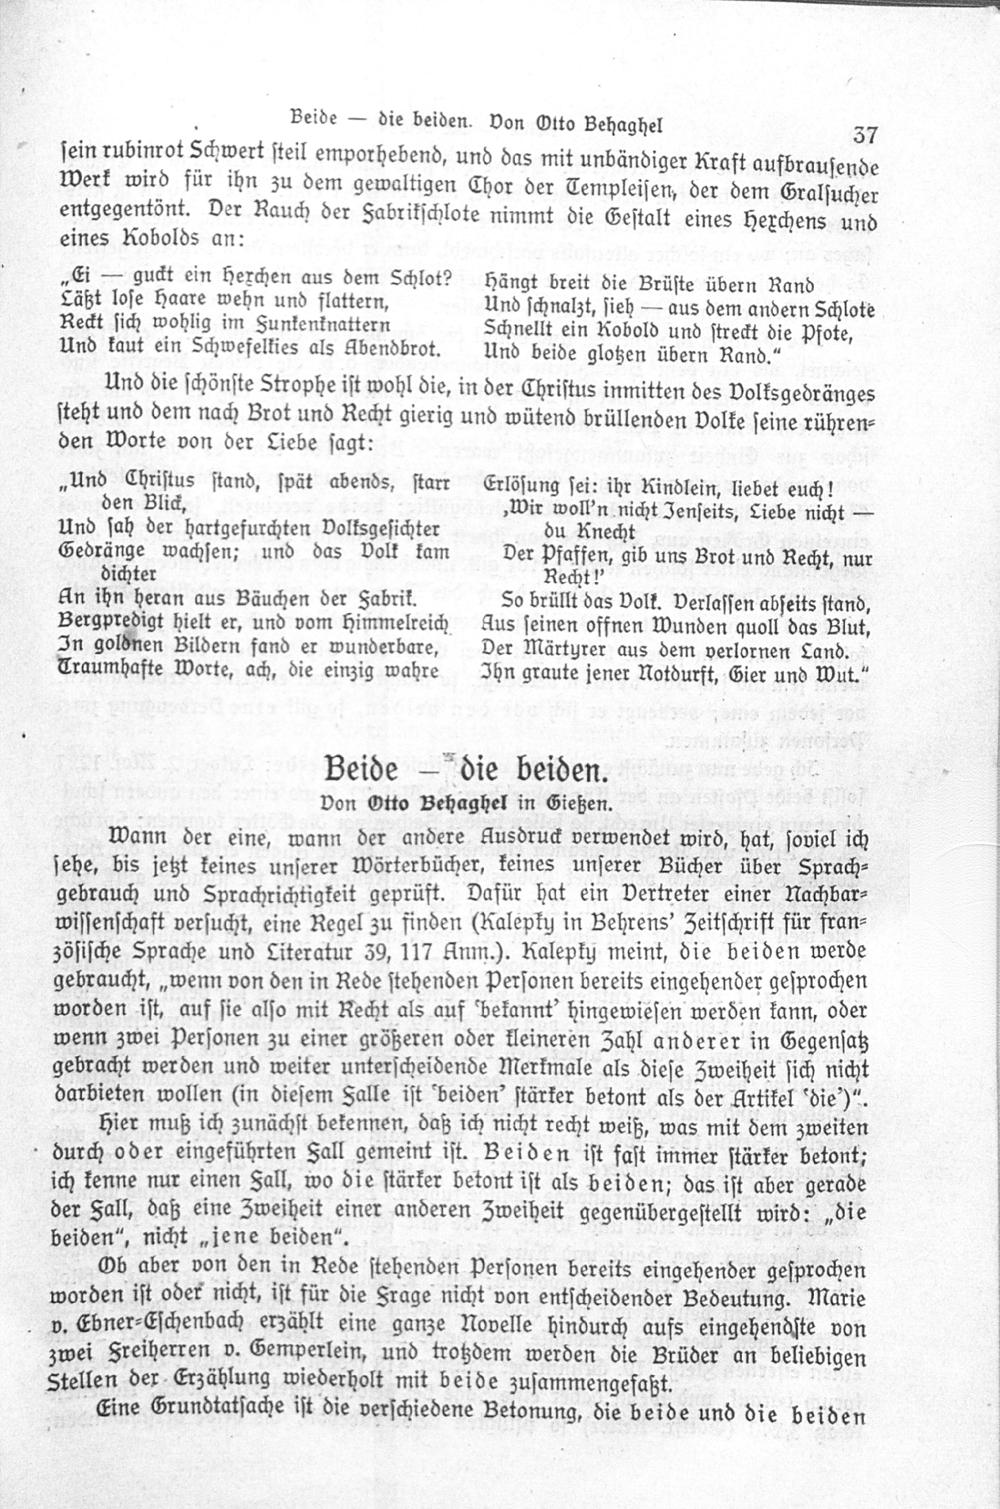 Beide — die beiden. Von Otto Behaghel
37
sein rubinrot Schwert steil emporhebend, und das mit unbändiger Kraft aufbrausende
Werk wird für ihn zu dem gewaltigen Chor der Templeisen, der dem Gralsucher
entgegentönt. Der Rauch der Fabrikschlote nimmt die Gestalt eines Hexchens und
eines Kobolds an:
„Ei — guckt ein Hexchen aus dem Schlot?
Läßt lose Haare wehn und flattern,
Reckt sich wohlig im Funkenknattern
Und kaut ein Schwefelkies als Abendbrot.
Hängt breit die Brüste übern Rand
Und schnalzt, sieh — aus dem andern Schlote
Schnellt ein Kobold und streckt die Pfote,
Und beide glotzen übern Rand.“
Und die schönste Strophe ist wohl die, in der Christus inmitten des Volksgedränges
steht und dem nach Brot und Recht gierig und wütend brüllenden Volke seine rühren-
den Worte von der Liebe sagt:
„Und Christus stand, spät abends, starr
den Blick,
Und sah der hartgefurchten Volksgesichter
Gedränge wachsen; und das Volk kam
dichter
An ihn heran aus Bäuchen der Fabrik.
Bergpredigt hielt er, und vom Himmelreich
In goldnen Bildern fand er wunderbare,
Traumhafte Worte, ach, die einzig wahre
Erlösung sei: ihr Kindlein, liebet euch!
‚Wir woll'n nicht Jenseits, Liebe nicht —
du Knecht
Der Pfaffen, gib uns Brot und Recht, nur
Recht!’
So brüllt das Volk. Verlassen abseits stand,
Aus seinen offnen Wunden quoll das Blut,
Der Märtyrer aus dem verlornen Land.
Ihn graute jener Notdurft, Gier und Wut.“
Beide — die beiden.
Von Otto Behaghel in Gießen.
Wann der eine, wann der andere Ausdruck verwendet wird, hat, soviel ich
sehe, bis jetzt keines unserer Wörterbücher, keines unserer Bücher über Sprach-
gebrauch und Sprachrichtigkeit geprüft. Dafür hat ein Vertreter einer Nachbar-
wissenschaft versucht, eine Regel zu finden (Kalepky in Behrens' Zeitschrift für fran-
zösische Sprache und Literatur 39, 117 Anm.). Kalepky meint, die beiden werde
gebraucht, „wenn von den in Rede stehenden Personen bereits eingehender gesprochen
worden ist, auf sie also mit Recht als auf ‘bekannt’ hingewiesen werden kann, oder
wenn zwei Personen zu einer größeren oder kleineren Zahl anderer in Gegensatz
gebracht werden und weiter unterscheidende Merkmale als diese Zweiheit sich nicht
darbieten wollen (in diesem Falle ist ‘beiden’ stärker betont als der Artikel ‘die’)“.
Hier muß ich zunächst bekennen, daß ich nicht recht weiß, was mit dem zweiten
durch oder eingeführten Fall gemeint ist. Beiden ist fast immer stärker betont;
ich kenne nur einen Fall, wo die stärker betont ist als beiden; das ist aber gerade
der Fall, daß eine Zweiheit einer anderen Zweiheit gegenübergestellt wird: „die
beiden“, nicht „jene beiden“.
Ob aber von den in Rede stehenden Personen bereits eingehender gesprochen
worden ist oder nicht, ist für die Frage nicht von entscheidender Bedeutung. Marie
v. Ebner-Eschenbach erzählt eine ganze Novelle hindurch aufs eingehendste von
zwei Freiherren v. Gemperlein, und trotzdem werden die Brüder an beliebigen
Stellen der Erzählung wiederholt mit beide zusammengefaßt.
Eine Grundtatsache ist die verschiedene Betonung, die beide und die beiden